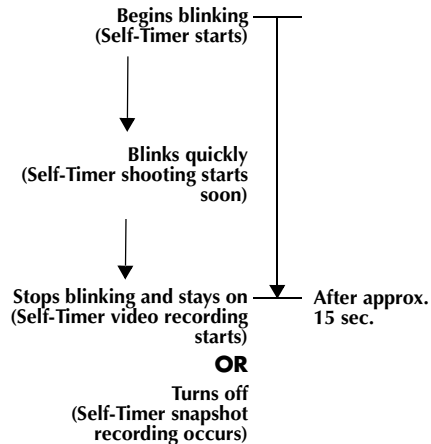 Begins blinking
(Self-Timer starts)
Blinks quickly
(Self-Timer shooting starts
soon)
Stops blinking and stays on
(Self-Timer video recording
starts)
After approx.
15 sec.
OR
Turns off
(Self-Timer snapshot
recording occurs)